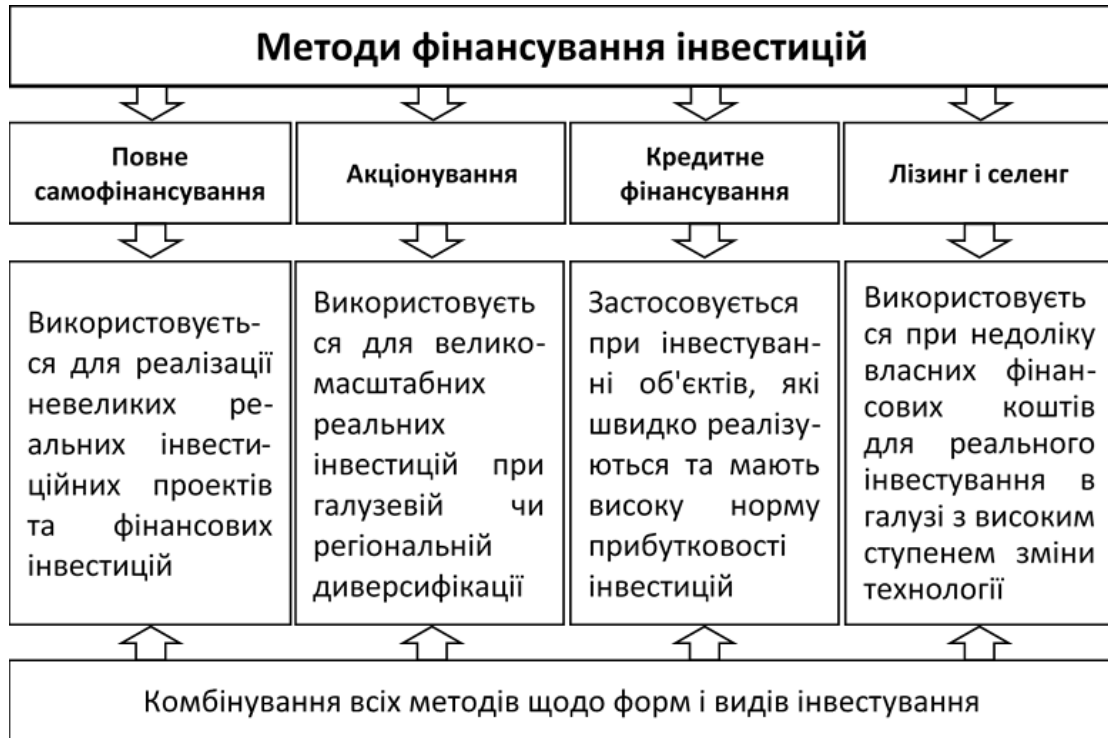 Методи фінансування інвестицій
Повне
самофінансування
Акціонування
Кредитне
фінансування
Лізинг і селенг
Використовуєть-
ся для реалізації
невеликих ре-
альних інвести-
ційних проектів
та фінансових
інвестицій
Використовуєть
ся для велико-
масштабних
реальних
інвестицій при
галузевій чи
регіональній
диверсифікації
Застосовується
при інвестуван-
ні об'єктів, які
швидко реалізу-
ються та мають
високу норму
прибутковості
інвестицій
Використовуєть
ся при недоліку
власних фінан-
сових коштів
для реального
інвестування в
галузі з високим
ступенем зміни
технології
Комбінування всіх методів щодо форм і видів інвестування